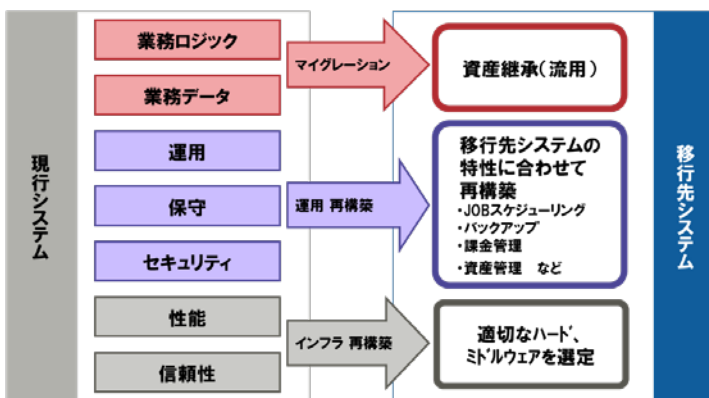 現行システム
業務ロジック
業務データ
運用
保守
セキュリティ
性能
信頼性
マイグレーション
運用 再構築
インフラ 再構築
資産継承(流用)
移行先システムの
特性に合わせて
再構築
・JOBスケジューリング
・バックアップ
・課金管理
・資産管理 など
適切なハード、
ミドルウェアを選定
移行先システム